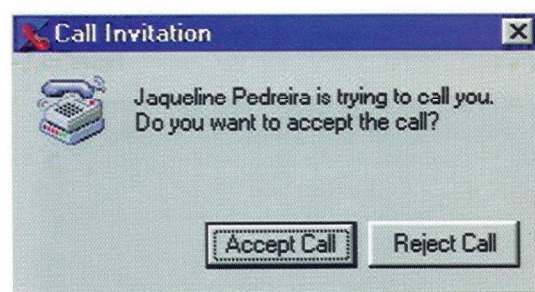 Call Invitation
Jaqueline Pedreira is trying to call you.
Do you want to accept the call?
Accept Call Reject Call